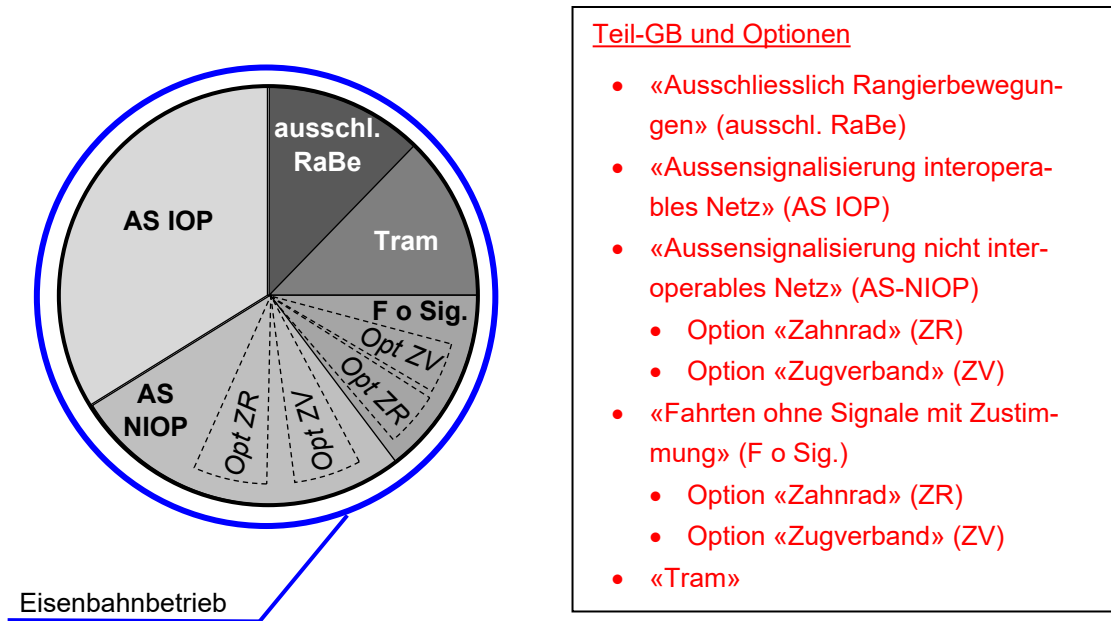 ausschl.
RaBe
AS IOP
Tram
F o Sig.
Opt ZV
Opt ZR
AS
NIOP
Opt ZR
Opt ZV
Eisenbahnbetrieb
Teil-GB und Optionen
• «Ausschliesslich Rangierbewegun-
gen» (ausschl. RaBe)
• «Aussensignalisierung interopera-
bles Netz» (AS IOP)
• «Aussensignalisierung nicht inter-
operables Netz» (AS-NIOP)
• Option «Zahnrad» (ZR)
• Option «Zugverband» (ZV)
• «Fahrten ohne Signale mit Zustim-
mung» (F o Sig.)
• Option «Zahnrad» (ZR)
• Option «Zugverband» (ZV)
• «Tram»